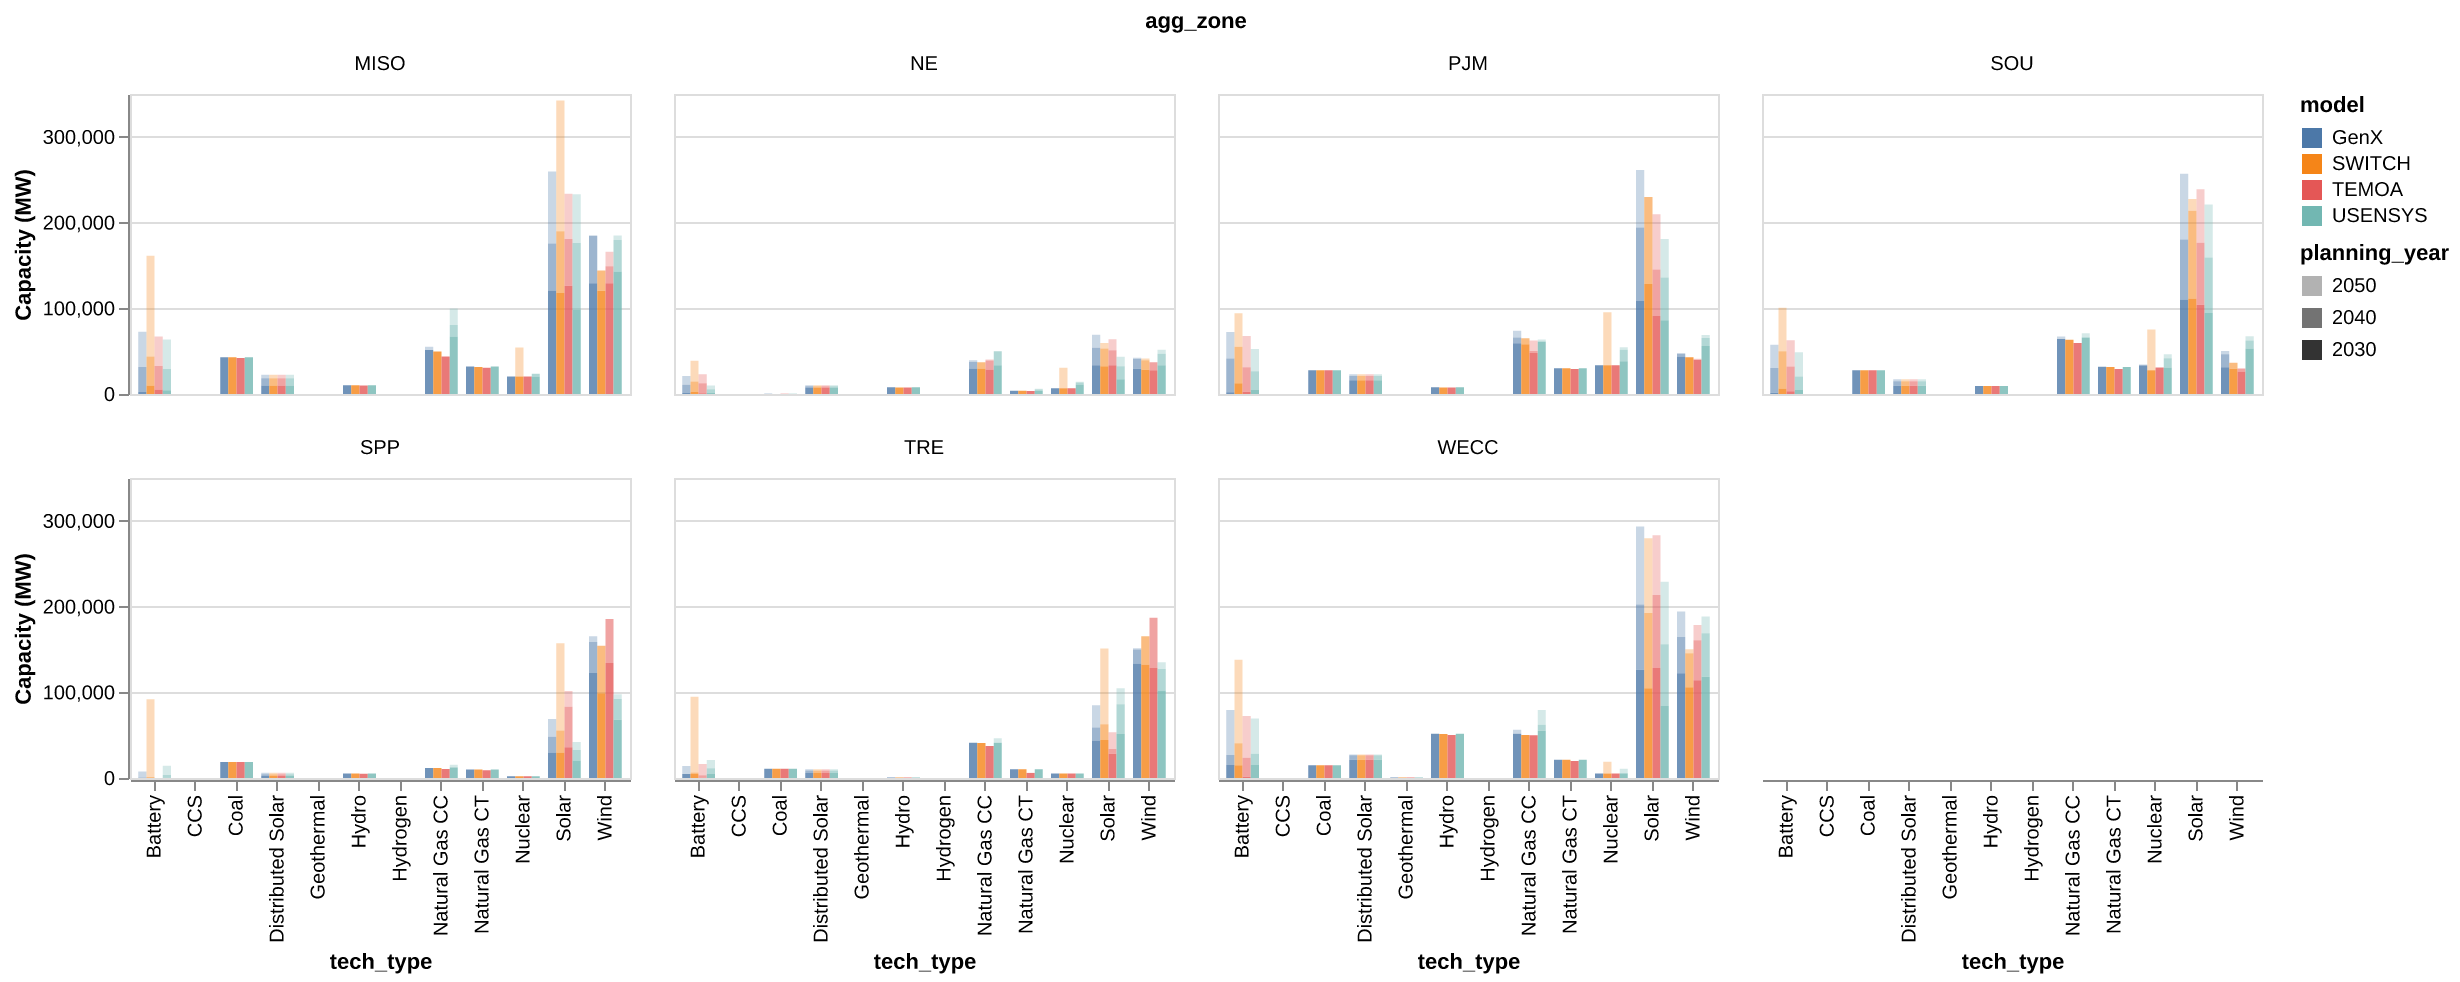 agg_zone
MISO
NE
PJM
SOU
model
GenX
SWITCH
TEMOA
USENSYS
planning_year
2050
2040
2030
Capacity (MW)
300,000
200,000
100,000
0
SPP
TRE
WECC
Capacity (MW)
300,000
200,000
100,000
0
Battery
CCS
Coal
Distributed Solar
Geothermal
Hydro
Hydrogen
Natural Gas CC
Natural Gas CT
Nuclear
Solar
Wind
Battery
CCS
Coal
Distributed Solar
Geothermal
Hydro
Hydrogen
Natural Gas CC
Natural Gas CT
Nuclear
Solar
Wind
Battery
CCS
Coal
Distributed Solar
Geothermal
Hydro
Hydrogen
Natural Gas CC
Natural Gas CT
Nuclear
Solar
Wind
Battery
CCS
Coal
Distributed Solar
Geothermal
Hydro
Hydrogen
Natural Gas CC
Natural Gas CT
Nuclear
Solar
Wind
tech_type
tech_type
tech_type
tech_type